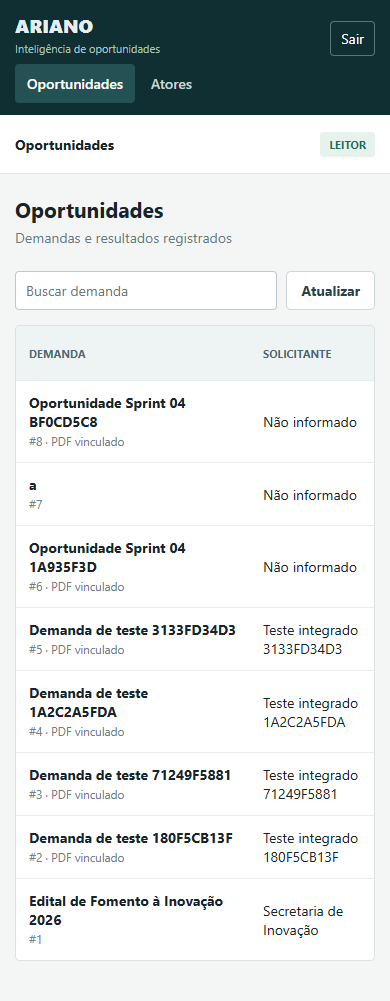 ARIANO
Inteligência de oportunidades
Sair
Oportunidades Atores
Oportunidades LEITOR
Oportunidades
Demandas e resultados registrados
Buscar demanda Atualizar
DEMANDA SOLICITANTE
Oportunidade Sprint 04
BF0CD5C8
#8 · PDF vinculado
Não informado
a
#7
Não informado
Oportunidade Sprint 04
1A935F3D
#6 · PDF vinculado
Não informado
Demanda de teste 3133FD34D3
#5 · PDF vinculado
Teste integrado
3133FD34D3
Demanda de teste
1A2C2A5FDA
#4 · PDF vinculado
Teste integrado
1A2C2A5FDA
Demanda de teste 71249F5881
#3 · PDF vinculado
Teste integrado
71249F5881
Demanda de teste 180F5CB13F
#2 · PDF vinculado
Teste integrado
180F5CB13F
Edital de Fomento à Inovação
2026
#1
Secretaria de
Inovação